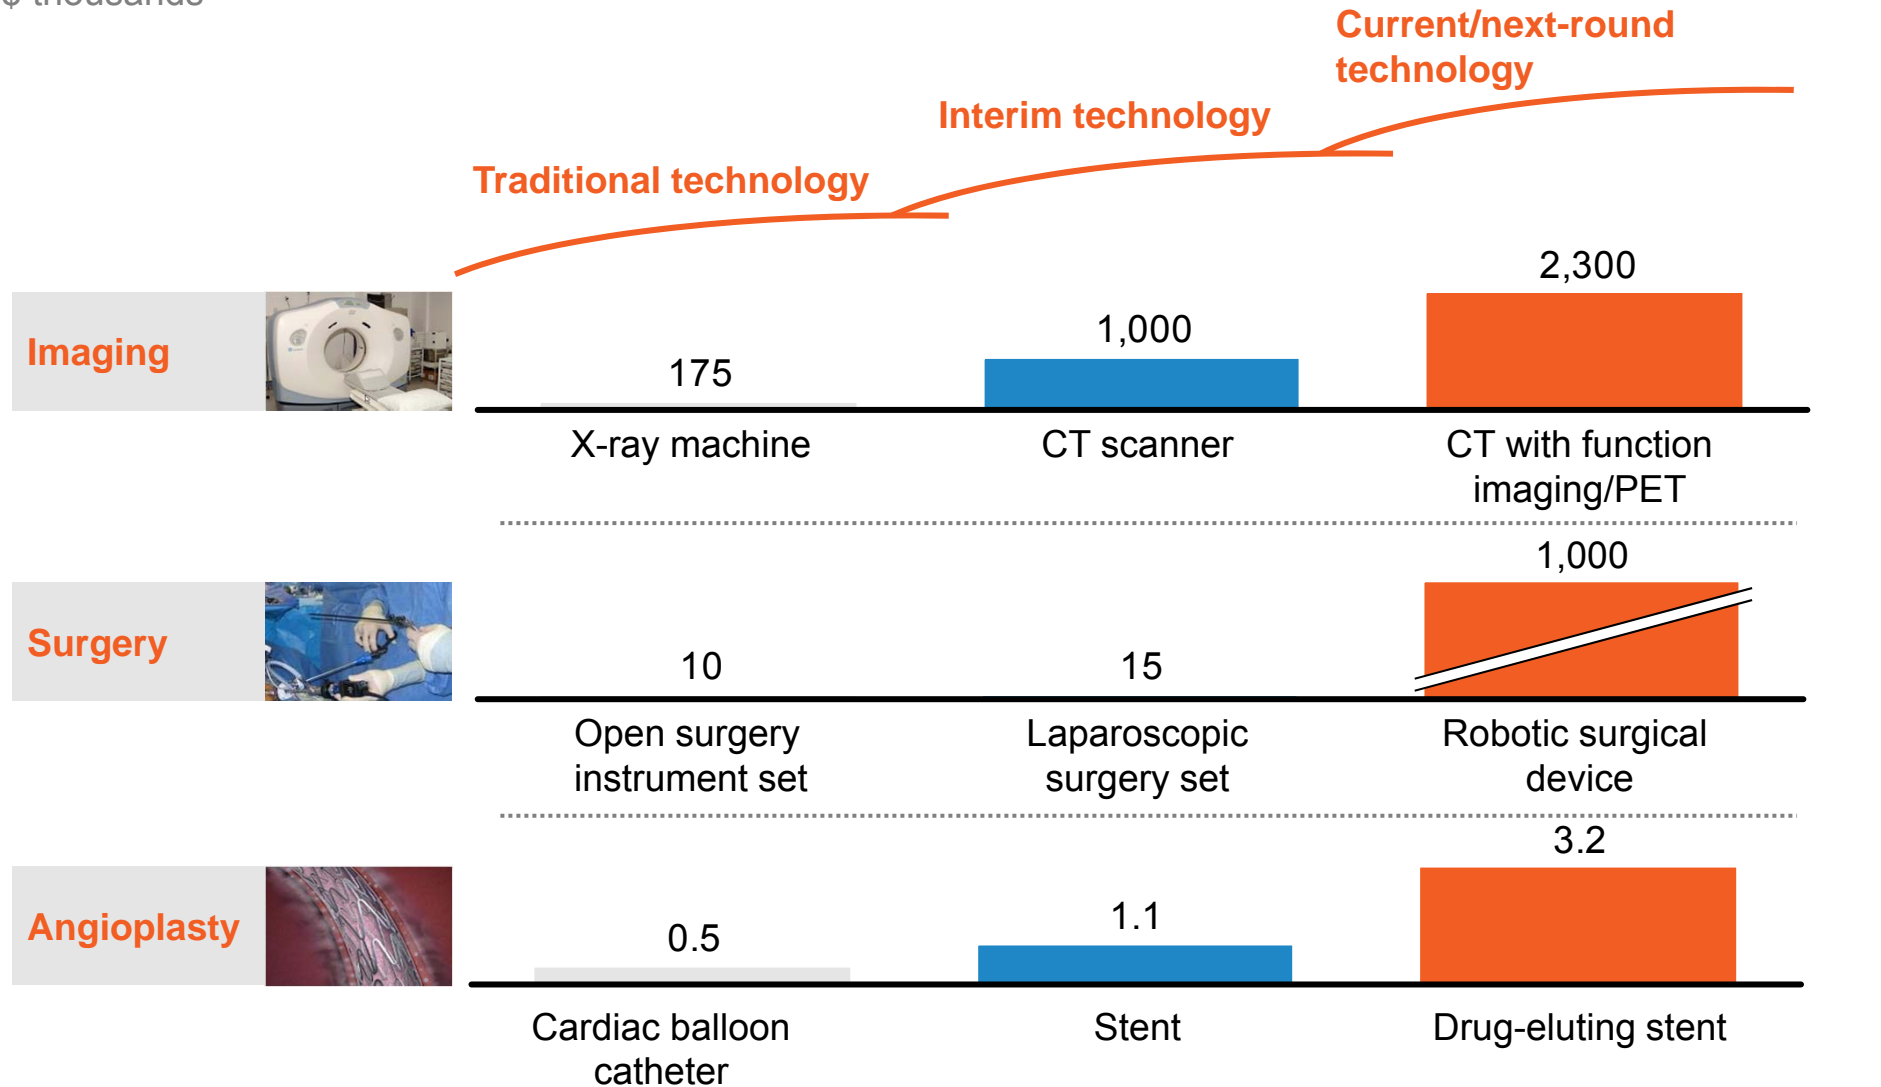 $ thousands
Current/next-round
technology
Interim technology
Traditional technology
Imaging
175
1,000
2,300
X-ray machine
CT scanner
CT with function
imaging/PET
Surgery
10
15
1,000
Open surgery
instrument set
Laparoscopic
surgery set
Robotic surgical
device
Angioplasty
0.5
1.1
3.2
Cardiac balloon
catheter
Stent
Drug-eluting stent